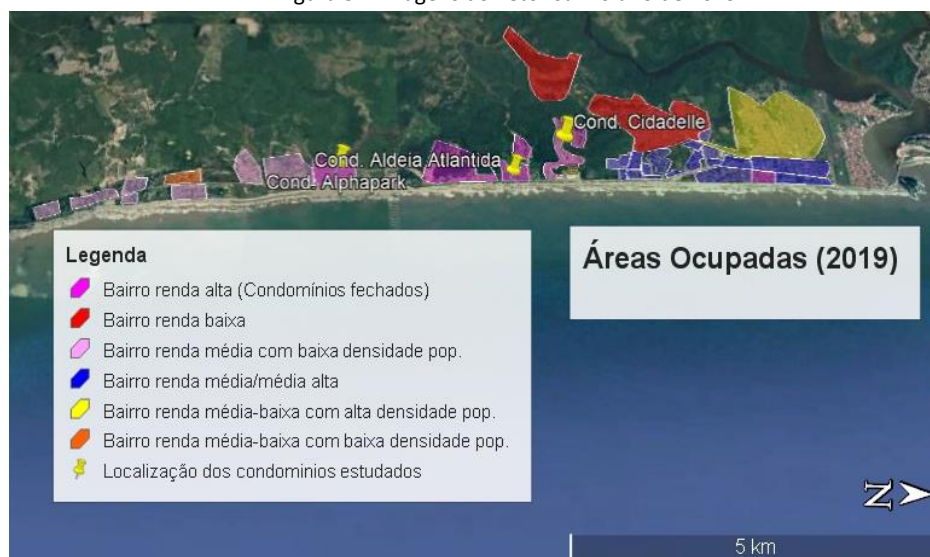 Cond. Cidadelle
Cond. Aldeia Atlantida
Cond. Alphapark
Áreas Ocupadas (2019)
Legenda
Bairro renda alta (Condomínios fechados)
Bairro renda baixa
Bairro renda média com baixa densidade pop.
Bairro renda média/média alta
Bairro renda média-baixa com alta densidade pop.
Bairro renda média-baixa com baixa densidade pop.
Localização dos condominios estudados
N
5 km